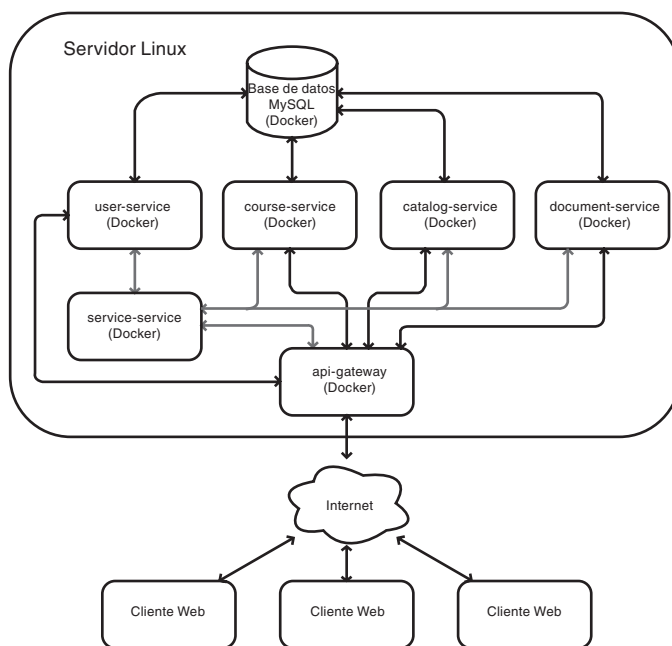 Servidor Linux
Base de datos
MySQL
(Docker)
user-service
(Docker)
course-service
(Docker)
catalog-service
(Docker)
document-service
(Docker)
service-service
(Docker)
api-gateway
(Docker)
Internet
Cliente Web
Cliente Web
Cliente Web